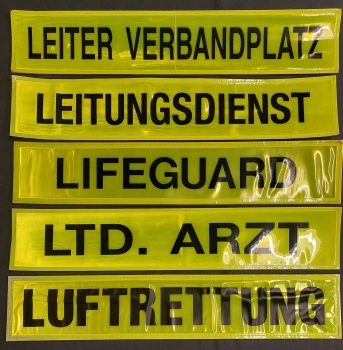 LEITER VERBANDPLATZ
LEITUNGSDIENST
LIFEGUARD
LTD. ARZT
LUFTRETTUNG